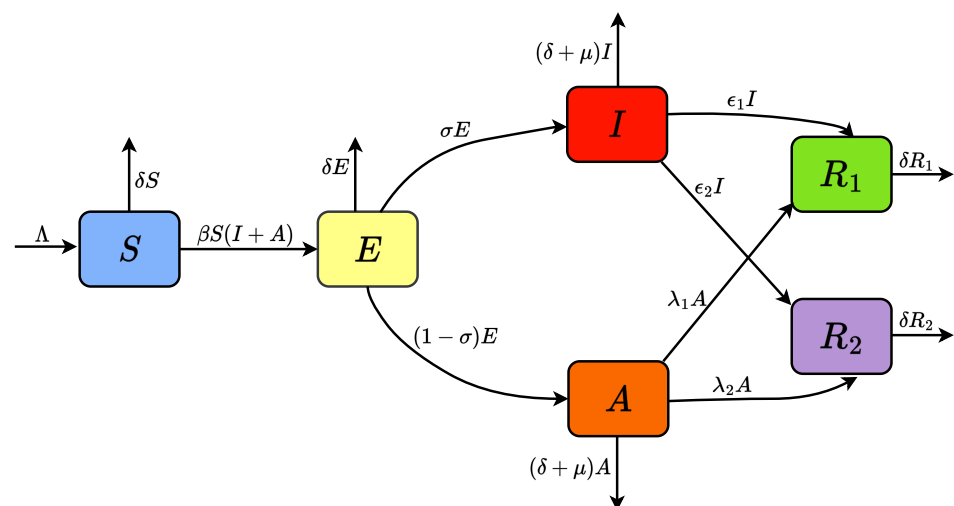 (δ + μ)I
I
ϵ₁I
σE
δS
δE
ϵ₂I
R₁
δR₁
Λ
S
βS(I + A)
E
λ₁A
R₂
δR₂
(1 − σ)E
A
λ₂A
(δ + μ)A